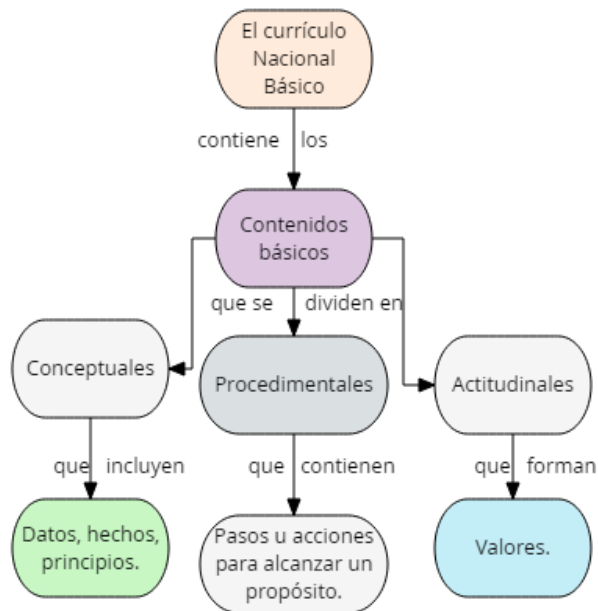 El currículo
Nacional
Básico
contiene los
Contenidos
básicos
que se dividen en
Conceptuales
Procedimentales
Actitudinales
que incluyen
que contienen
que forman
Datos, hechos,
principios.
Pasos u acciones
para alcanzar un
propósito.
Valores.